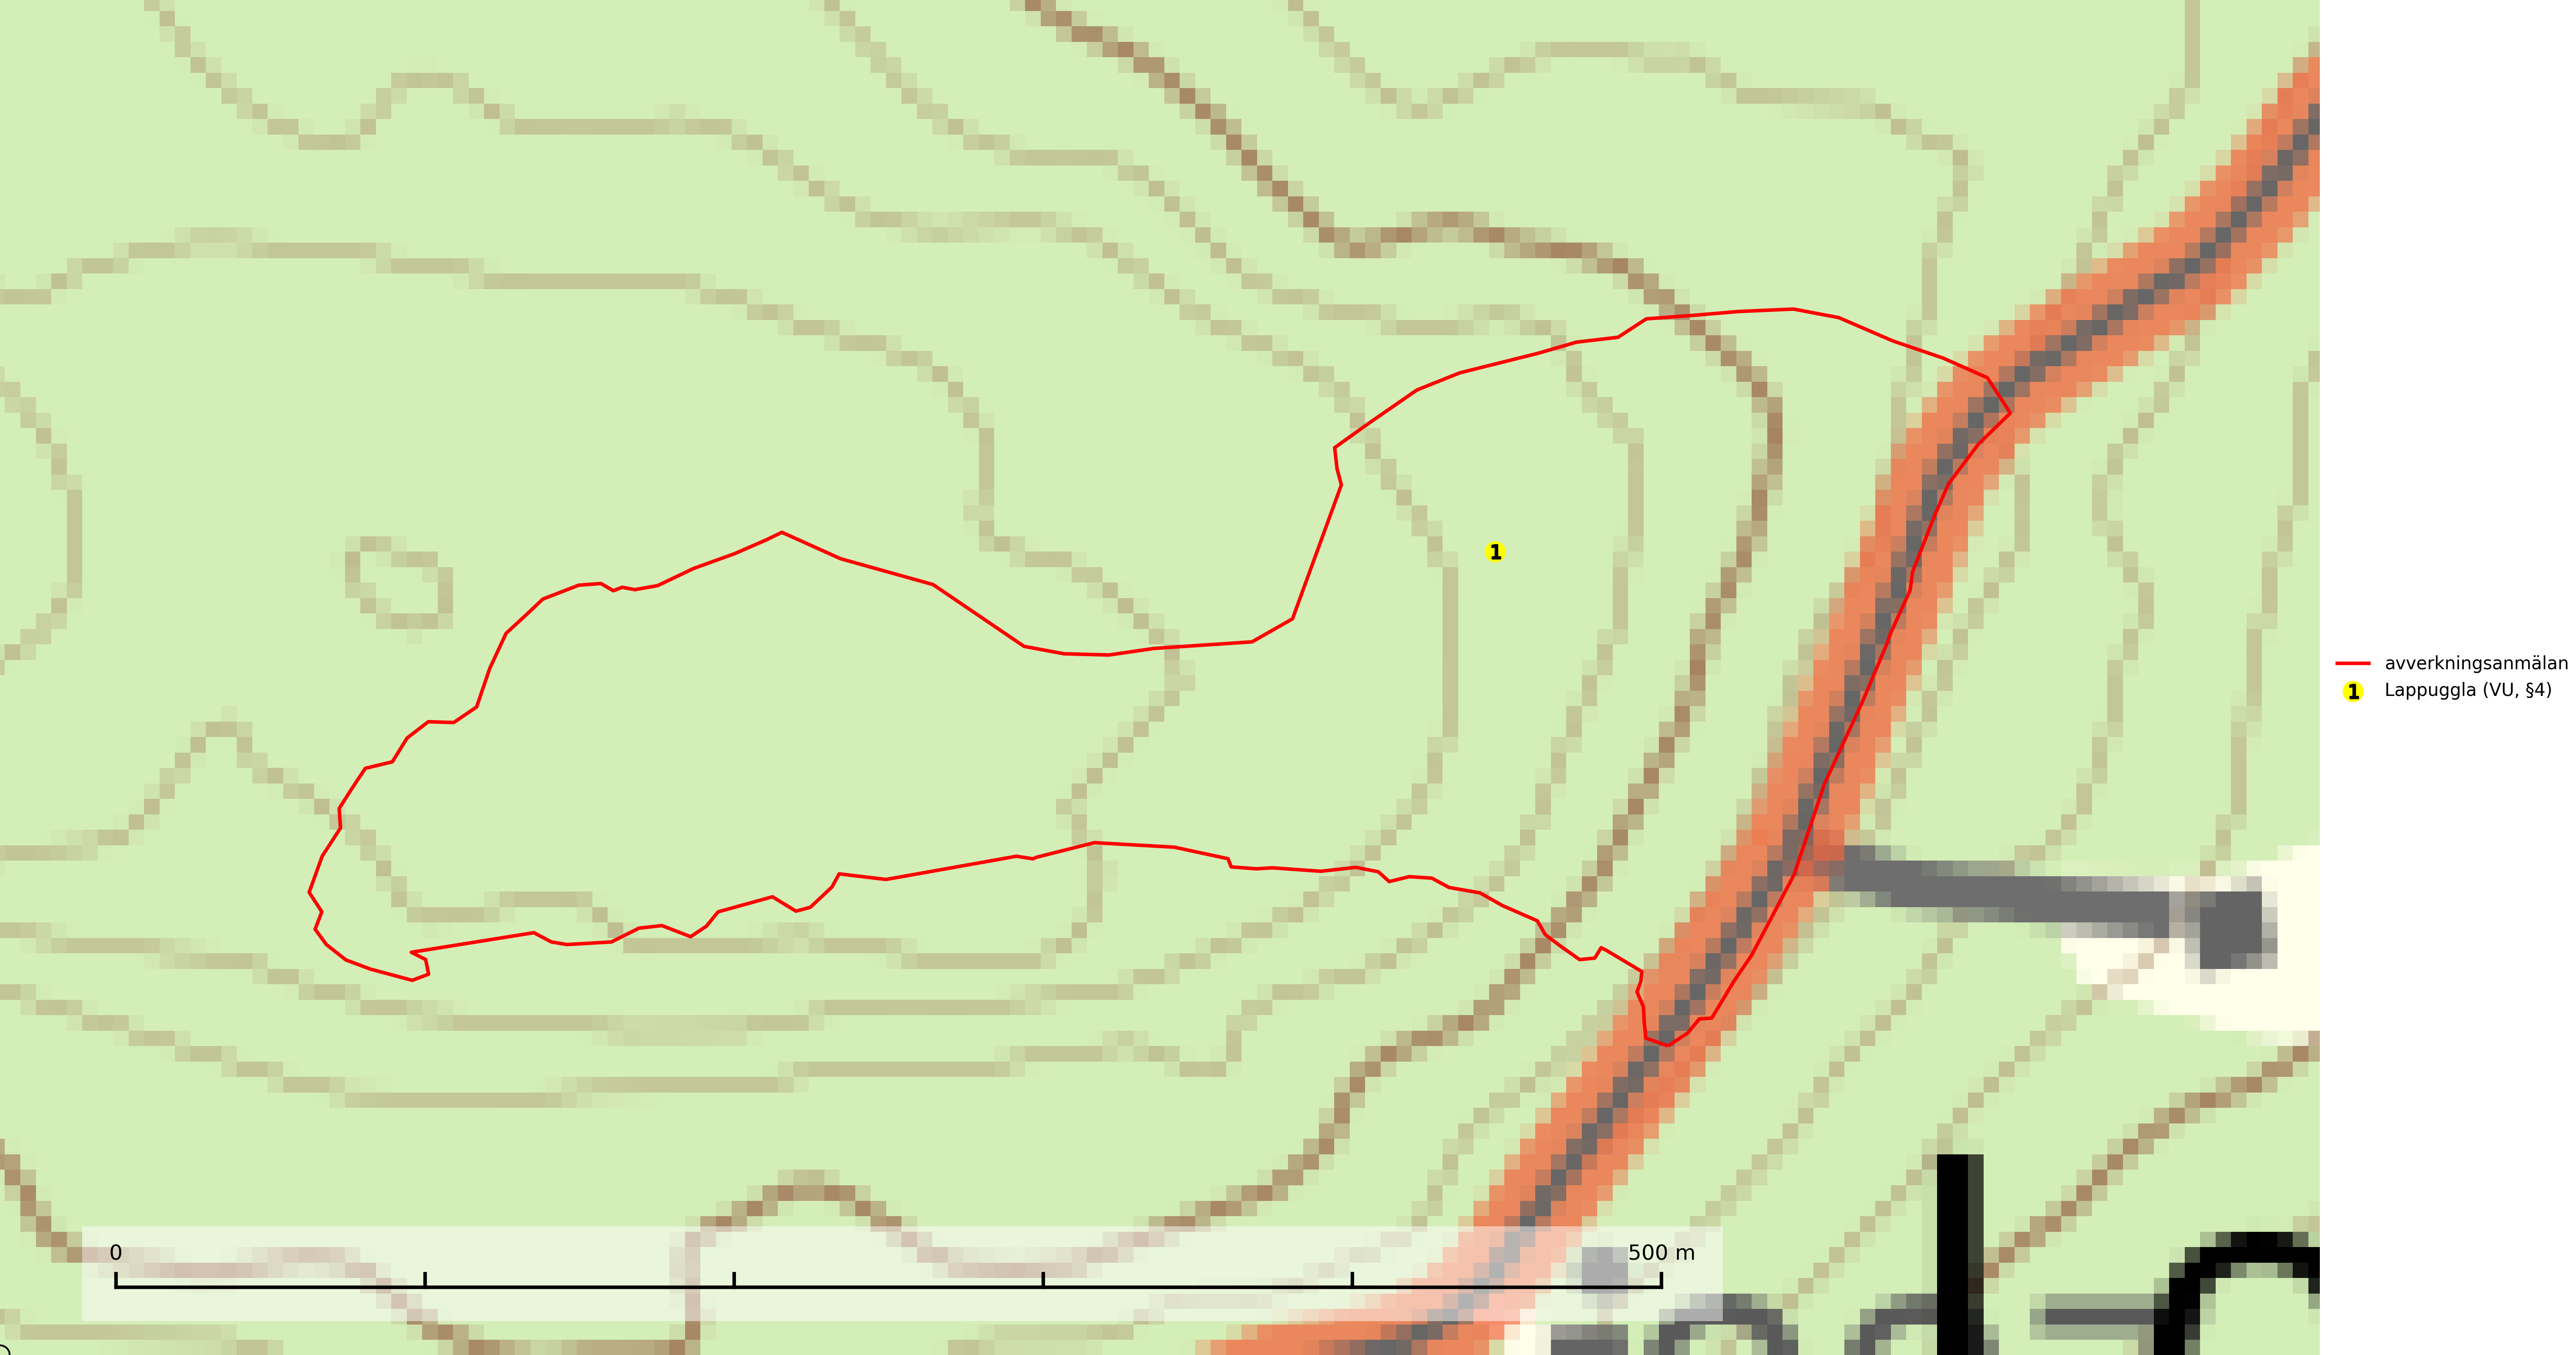 1
avverkningsanmälan
1 Lappuggla (VU, §4)
0 500 m